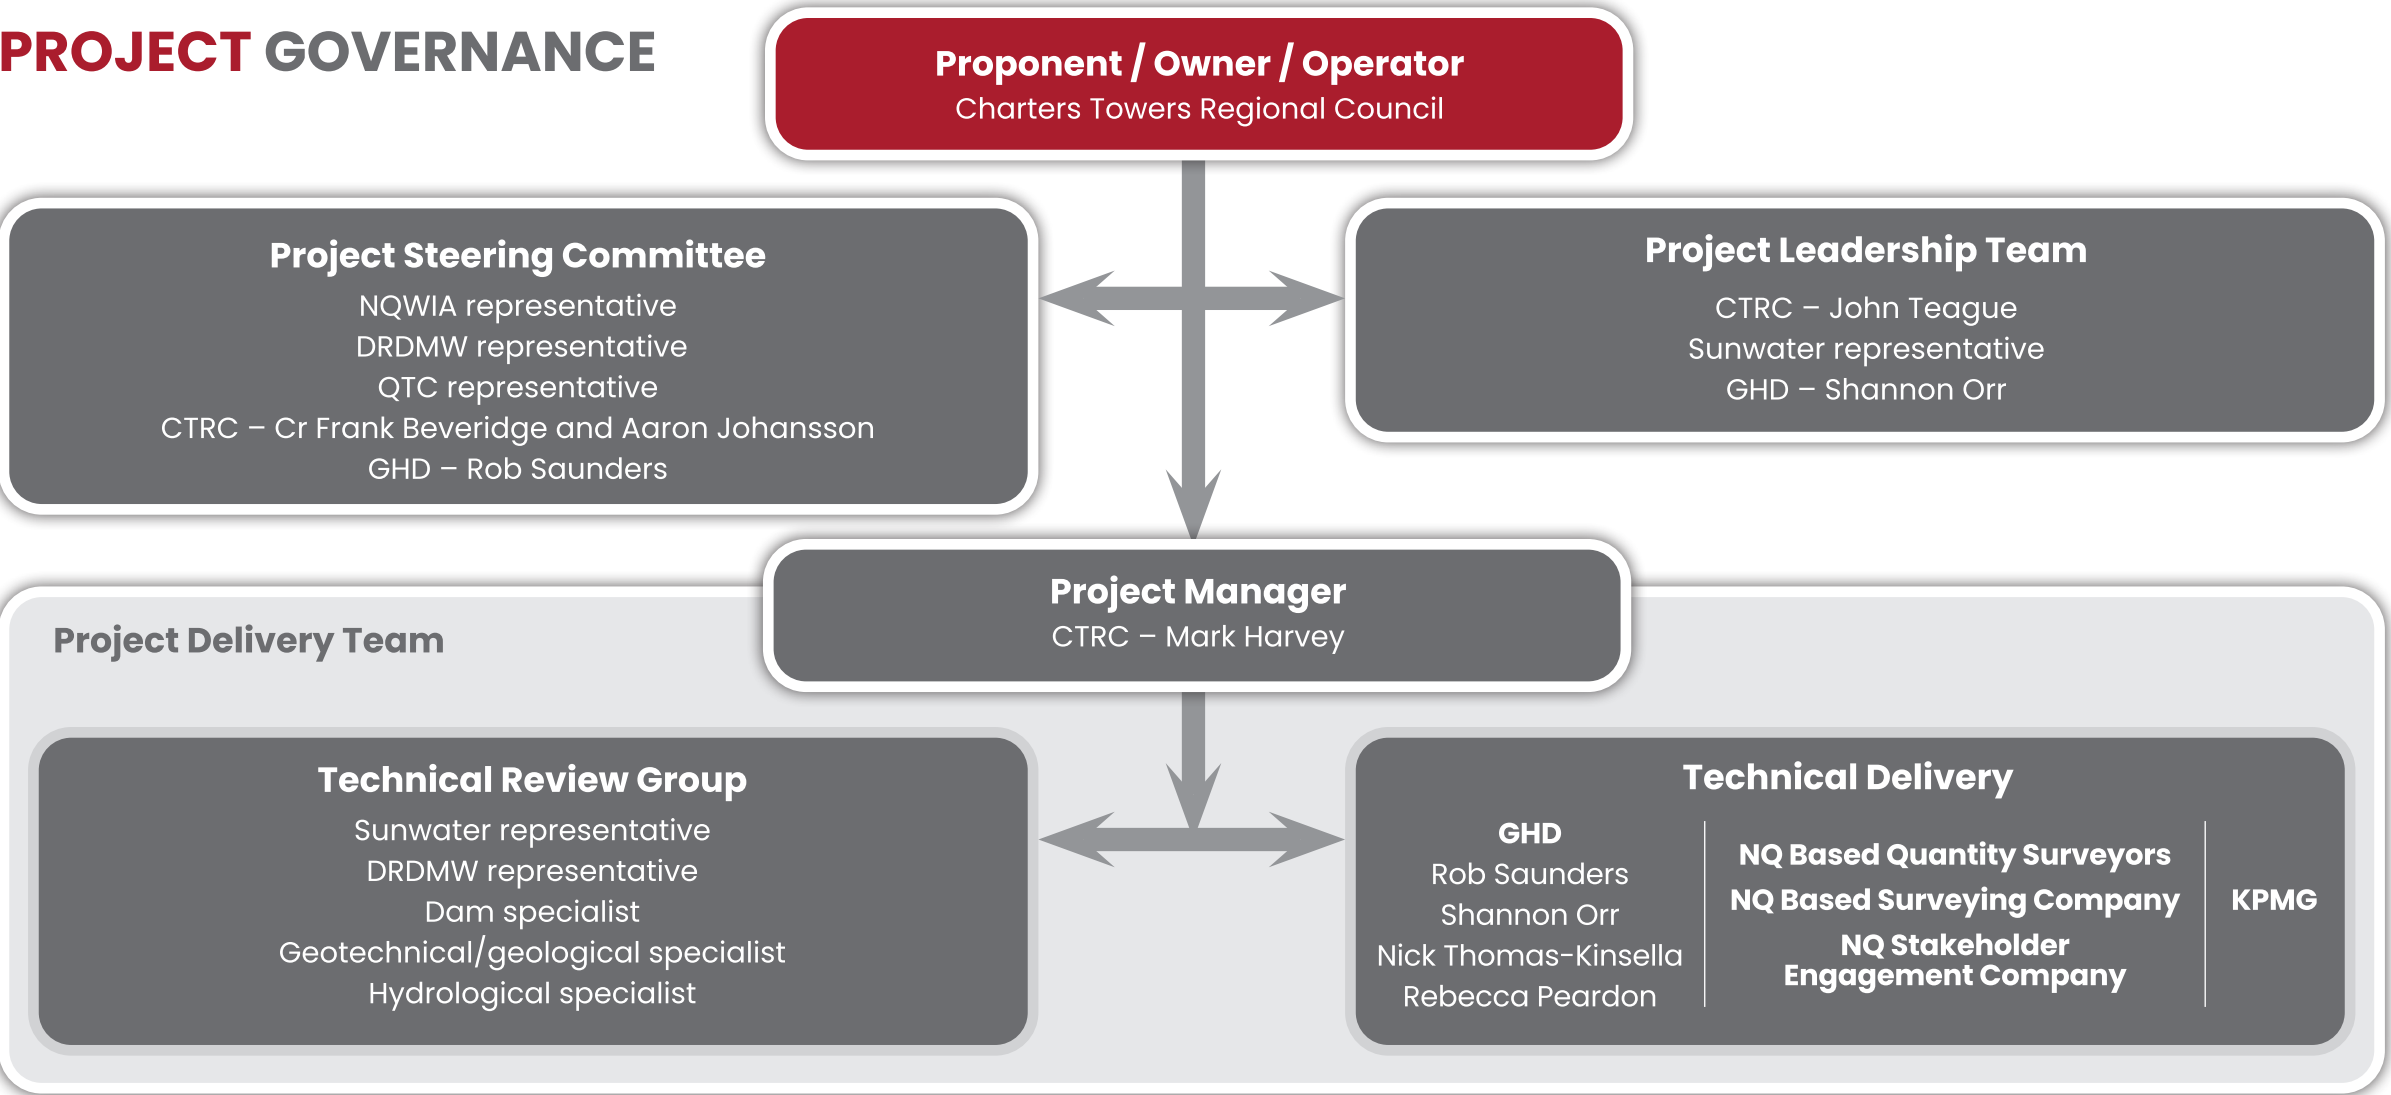 PROJECT GOVERNANCE
Proponent / Owner / Operator
Charters Towers Regional Council
Project Steering Committee
NQWIA representative
DRDMW representative
QTC representative
CTRC – Cr Frank Beveridge and Aaron Johansson
GHD – Rob Saunders
Project Leadership Team
CTRC – John Teague
Sunwater representative
GHD – Shannon Orr
Project Manager
CTRC – Mark Harvey
Project Delivery Team
Technical Review Group
Sunwater representative
DRDMW representative
Dam specialist
Geotechnical/geological specialist
Hydrological specialist
Technical Delivery
GHD
Rob Saunders
Shannon Orr
Nick Thomas-Kinsella
Rebecca Peardon
NQ Based Quantity Surveyors
NQ Based Surveying Company
NQ Stakeholder
Engagement Company
KPMG